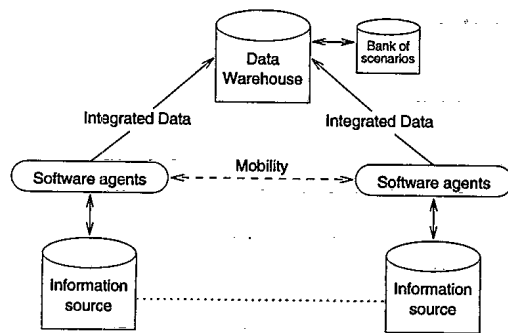 Data
Warehouse
Bank of
scenarios
Integrated Data
Integrated Data
Mobility
Software agents
Software agents
Information
source
Information
source